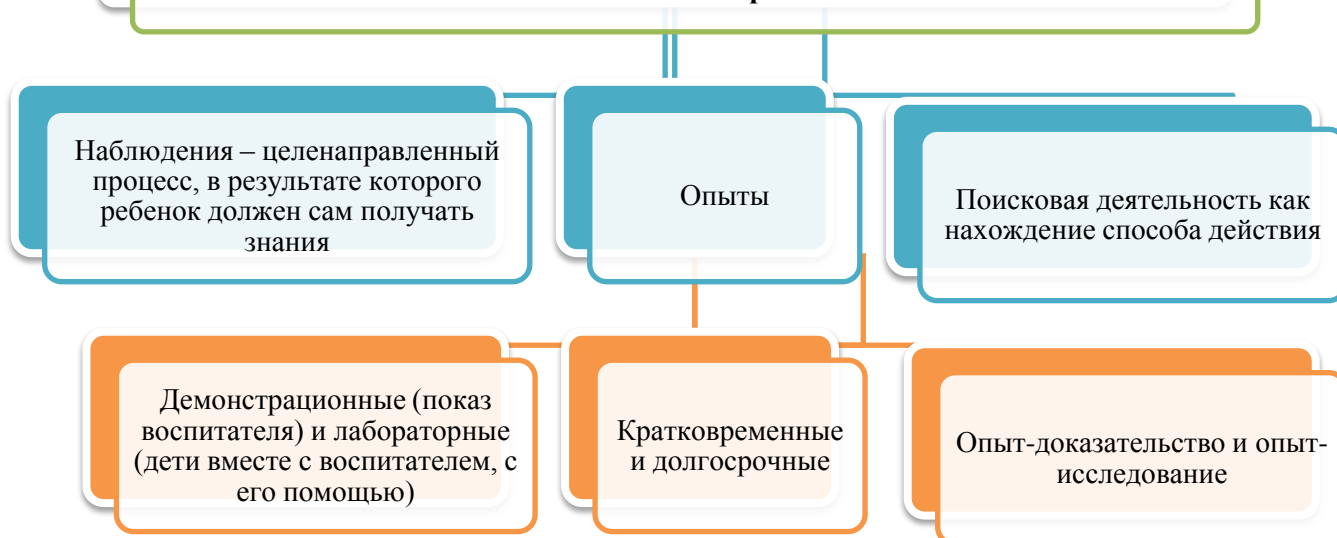 Наблюдения – целенаправленный
процесс, в результате которого
ребенок должен сам получать
знания
Опыты
Поисковая деятельность как
нахождение способа действия
Демонстрационные (показ
воспитателя) и лабораторные
(дети вместе с воспитателем, с
его помощью)
Кратковременные
и долгосрочные
Опыт-доказательство и опыт-
исследование